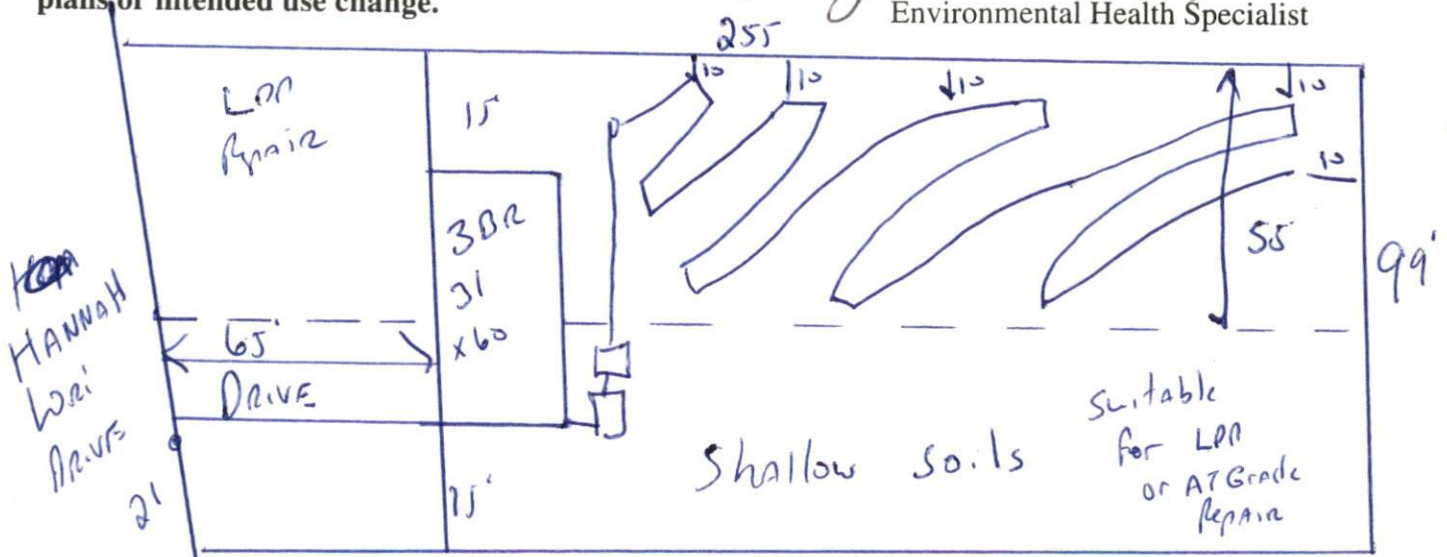 plans or intended use change.
Environmental Health Specialist
255
10
10
10
10
15'
3BR
31
x60
10
55
99'
HANNAH
Lori
Drive
65'
DRIVE
21
15'
Shallow soils
Suitable
for LPP
or AT Grade
Repair
LPP
Repair